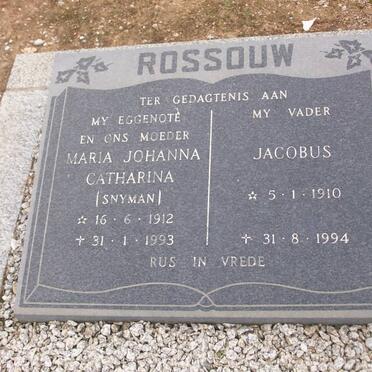 ROSSOUW
TER GEDAGTENIS AAN
MY EGGENOTE
EN ONS MOEDER
MARIA JOHANNA
CATHARINA
(SNYMAN)
☆ 16 - 6 - 1912
✝ 31 - 1 - 1993
MY VADER
JACOBUS
☆ 5 - 1 - 1910
✝ 31 - 8 - 1994
RUS IN VREDE